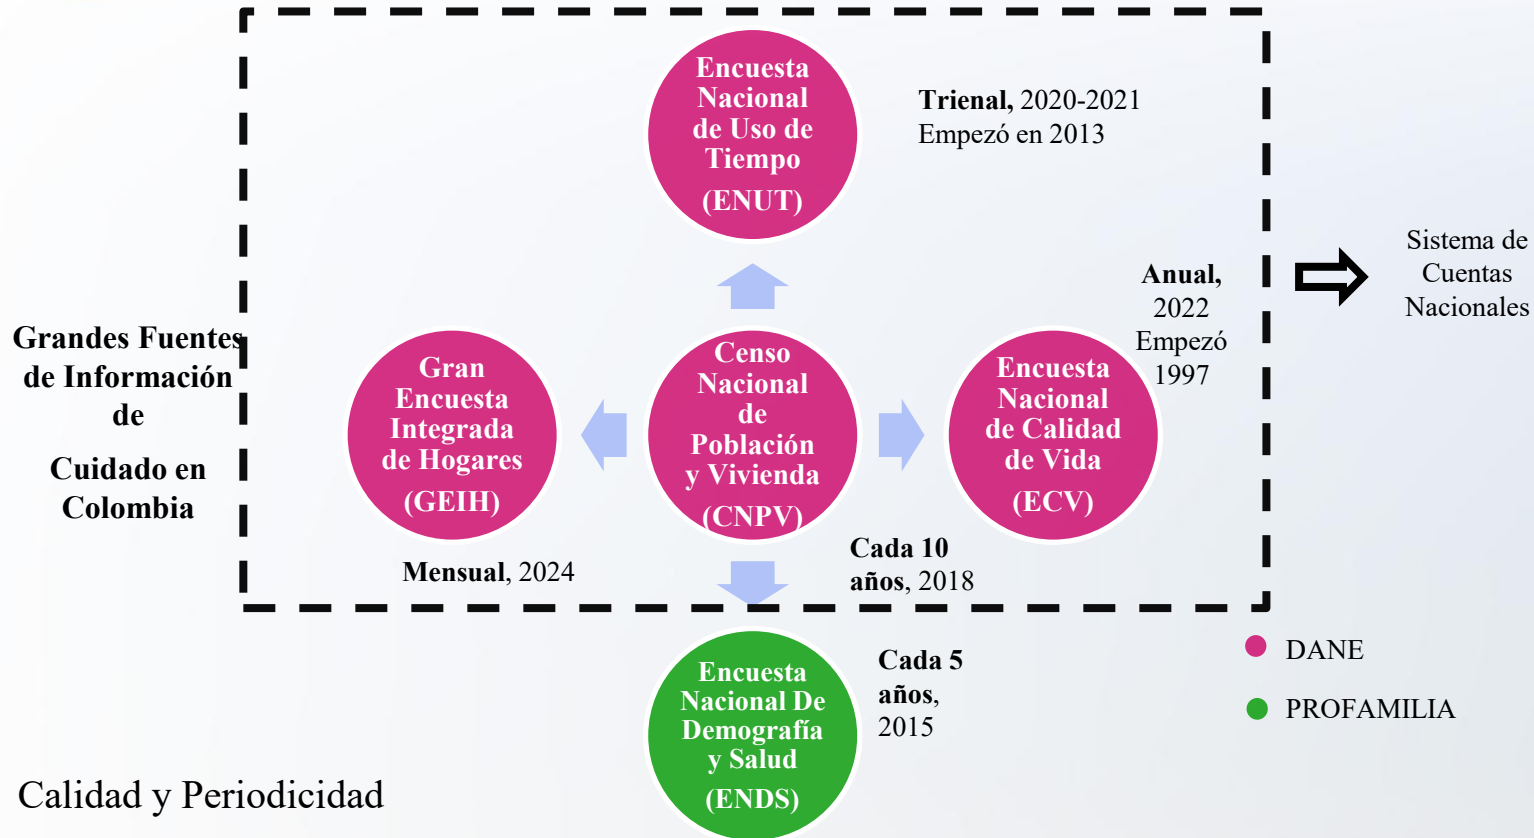 Encuesta
Nacional
de Uso de
Tiempo
(ENUT)
Trienal, 2020-2021
Empezó en 2013
Sistema de
Cuentas
Nacionales
Anual,
2022
Empezó
1997
Grandes Fuentes
de Información
de
Cuidado en
Colombia
Gran
Encuesta
Integrada
de Hogares
(GEIH)
Censo
Nacional
de
Población
y Vivienda
(CNPV)
Encuesta
Nacional
de Calidad
de Vida
(ECV)
Mensual, 2024
Cada 10
años, 2018
Encuesta
Nacional De
Demografía
y Salud
(ENDS)
Cada 5
años,
2015
DANE
PROFAMILIA
Calidad y Periodicidad